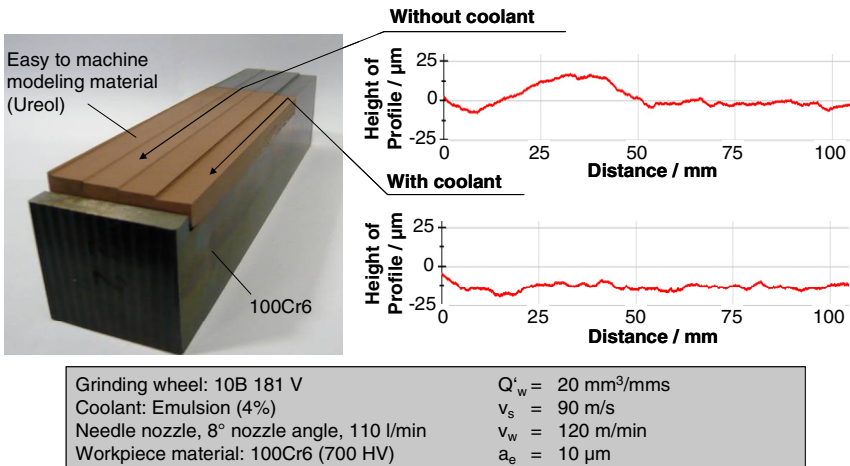 Without coolant
Easy to machine
modeling material
(Ureol)
Height of
Profile / µm
25
0
-25
0
25
50
75
100
Distance / mm
With coolant
Height of
Profile / µm
25
0
-25
0
25
50
75
100
Distance / mm
100Cr6
Grinding wheel: 10B 181 V
Coolant: Emulsion (4%)
Needle nozzle, 8° nozzle angle, 110 l/min
Workpiece material: 100Cr6 (700 HV)
Q‘w = 20 mm³/mms
vs = 90 m/s
vw = 120 m/min
ae = 10 µm